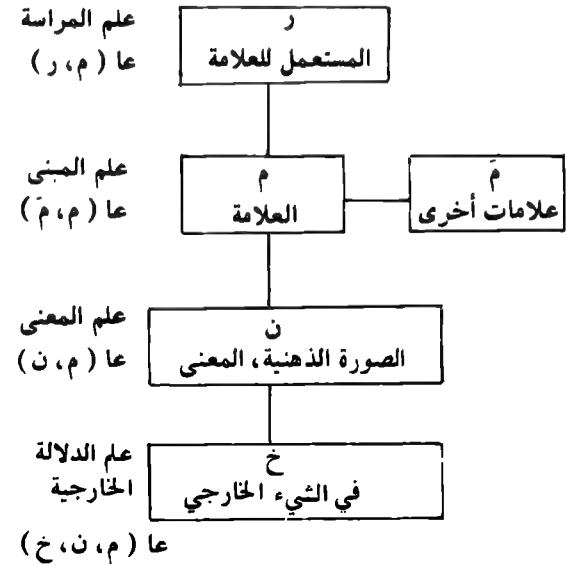 علم المراسة
عا (م، ر)
ر
المستعمل للعلامة
علم المبنى
عا (م، مَ)
م
العلامة
مَ
علامات أخرى
علم المعنى
عا (م، ن)
ن
الصورة الذهنية، المعنى
علم الدلالة
الخارجية
خ
في الشيء الخارجي
عا (م، ن، خ)